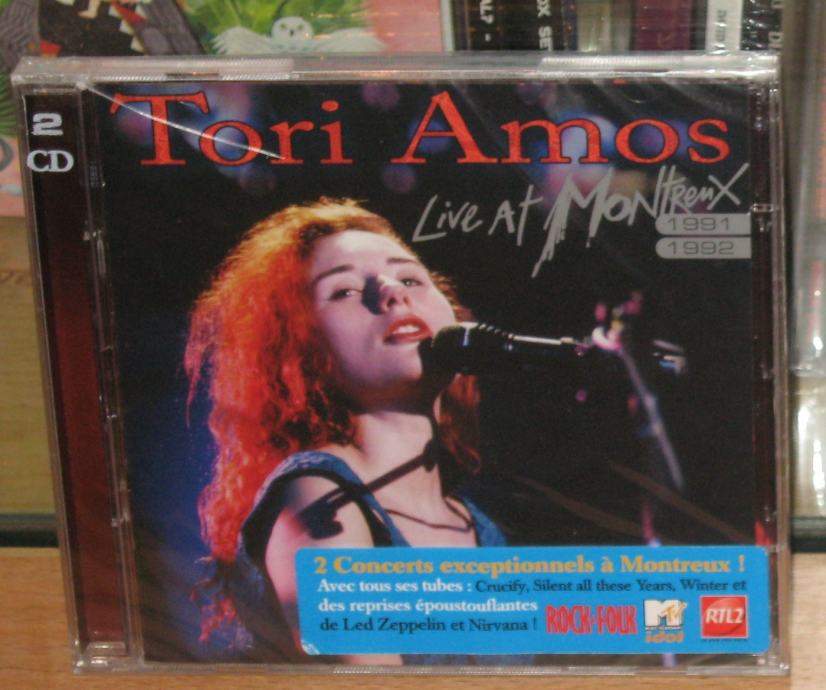 2
CD
Tori Amos
Live At Montreux
1991
1992
2 Concerts exceptionnels à Montreux !
Avec tous ses tubes : Crucify, Silent all these Years, Winter et
des reprises époustouflantes
de Led Zeppelin et Nirvana !
ROCK&FOLK
MTV
idol
RTL2